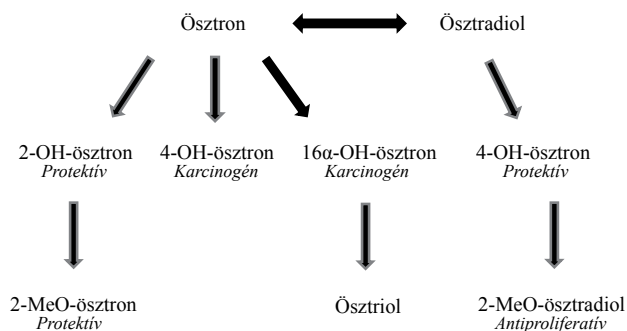 Ösztron Ösztradiol
2-OH-ösztron 4-OH-ösztron 16α-OH-ösztron 4-OH-ösztron
Protektív Karcinogén Karcinogén Protektív
2-MeO-ösztron Ösztriol 2-MeO-ösztradiol
Protektív Antiproliferatív